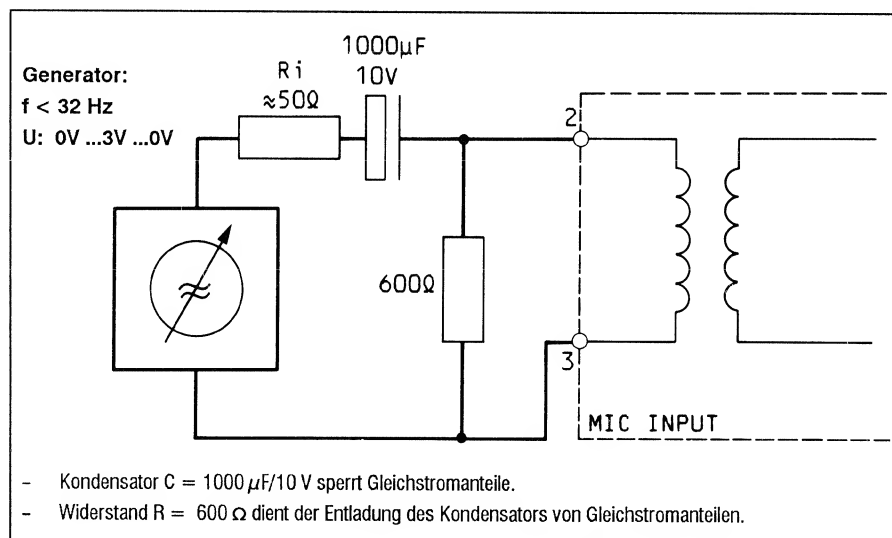 Generator:
f < 32 Hz
U: 0V ...3V ...0V
Ri
≈50Ω
1000µF
10V
600Ω
2
3
MIC INPUT
- Kondensator C = 1000 µF/10 V sperrt Gleichstromanteile.
- Widerstand R = 600 Ω dient der Entladung des Kondensators von Gleichstromanteilen.